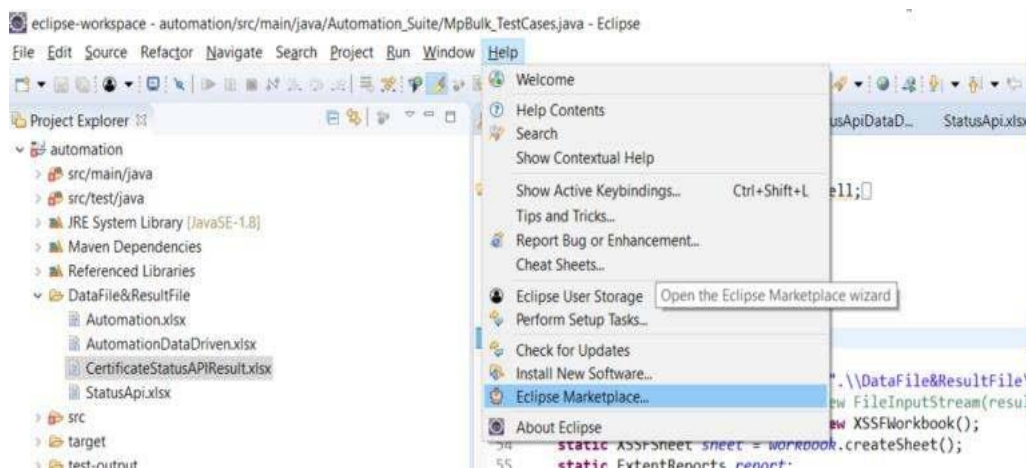 eclipse-workspace - automation/src/main/java/Automation_Suite/MpBulk_TestCases.java - Eclipse
File Edit Source Refactor Navigate Search Project Run Window Help
Project Explorer
automation
src/main/java
src/test/java
JRE System Library [JavaSE-1.8]
Maven Dependencies
Referenced Libraries
DataFile&ResultFile
Automation.xlsx
AutomationDataDriven.xlsx
CertificateStatusAPIResult.xlsx
StatusApi.xlsx
src
target
test-output
Welcome
Help Contents
Search
Show Contextual Help
Show Active Keybindings... Ctrl+Shift+L
Tips and Tricks...
Report Bug or Enhancement...
Cheat Sheets...
Eclipse User Storage
Open the Eclipse Marketplace wizard
Perform Setup Tasks...
Check for Updates
Install New Software...
Eclipse Marketplace...
About Eclipse
usApiDataD... StatusApi.xlsx
ell;
".\\DataFile&ResultFile\
ew FileInputStream(resul
ew XSSFWorkbook();
54 static XSSFSheet sheet = workbook.createSheet();
55 static ExtentReports report;